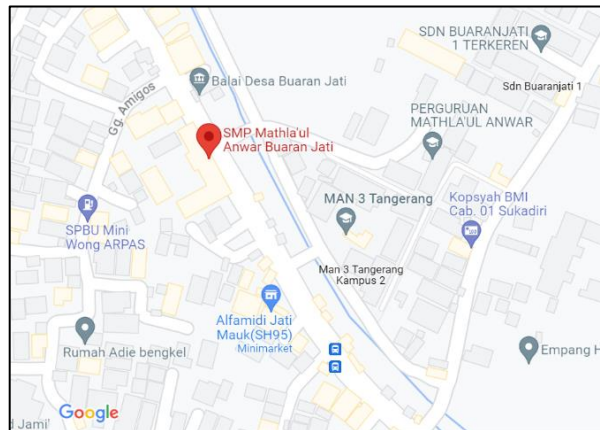 SDN BUARANJATI
1 TERKEREN
Sdn Buaranjati 1
Balai Desa Buaran Jati
Gg. Amigos
PERGURUAN
MATHLA'UL ANWAR
SMP Mathla'ul
Anwar Buaran Jati
MAN 3 Tangerang
Kopsyah BMI
Cab. 01 Sukadiri
SPBU Mini
Wong ARPAS
Man 3 Tangerang
Kampus 2
Alfamidi Jati
Mauk(SH95)
Minimarket
Rumah Adie bengkel
Empang H
d Jami'
Google